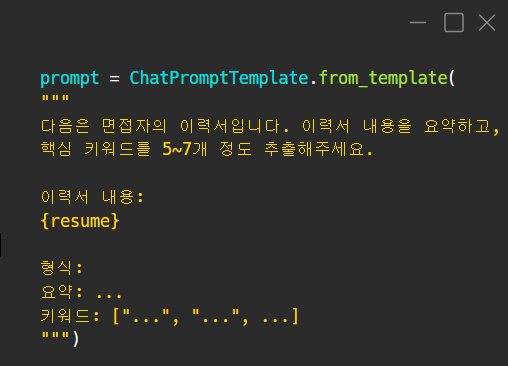 prompt = ChatPromptTemplate.from_template(
"""
다음은 면접자의 이력서입니다. 이력서 내용을 요약하고,
핵심 키워드를 5~7개 정도 추출해주세요.
이력서 내용:
{resume}
형식:
요약: ...
키워드: ["...", "...", ...]
""")